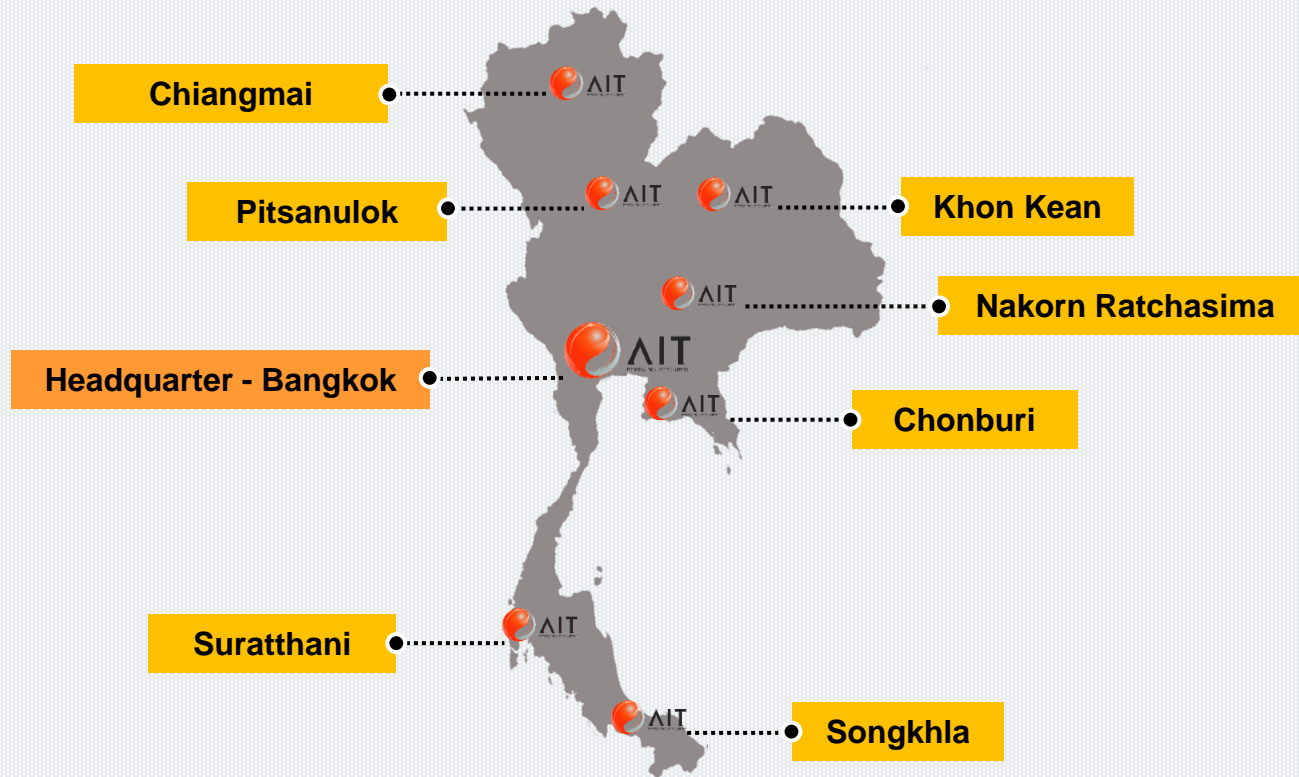 Chiangmai
AIT
Pitsanulok
AIT
AIT
Khon Kean
AIT
Nakorn Ratchasima
Headquarter - Bangkok
AIT
AIT
Chonburi
Suratthani
AIT
AIT
Songkhla